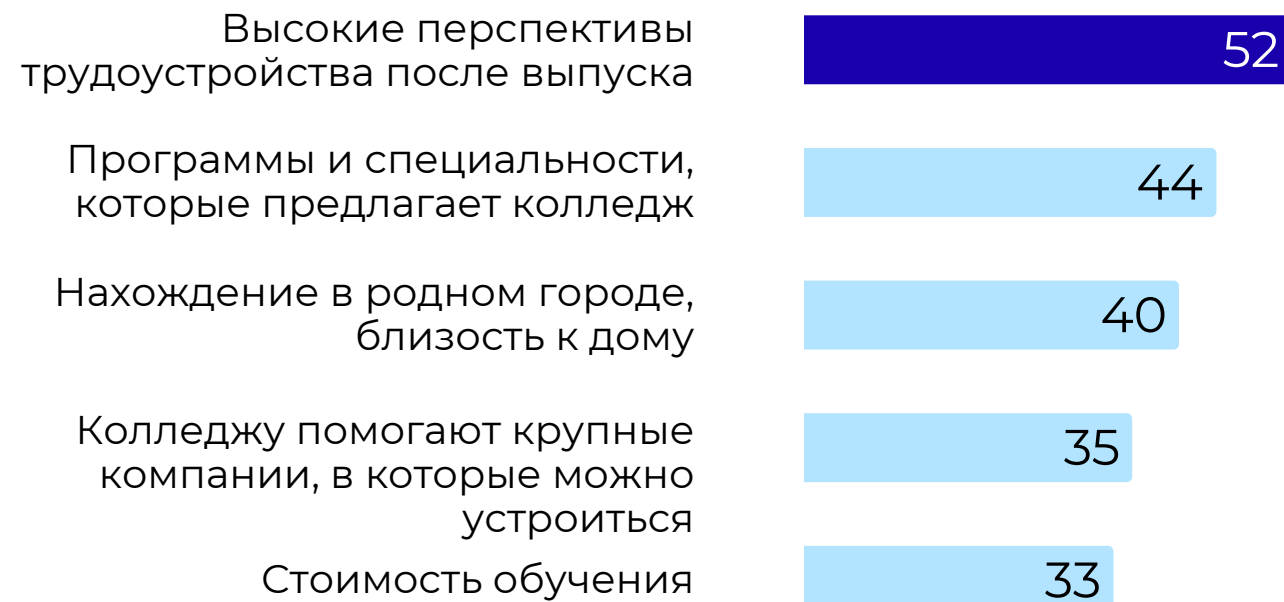 Высокие перспективы
трудоустройства после выпуска
52
Программы и специальности,
которые предлагает колледж
44
Нахождение в родном городе,
близость к дому
40
Колледжу помогают крупные
компании, в которые можно
устроиться
35
Стоимость обучения
33